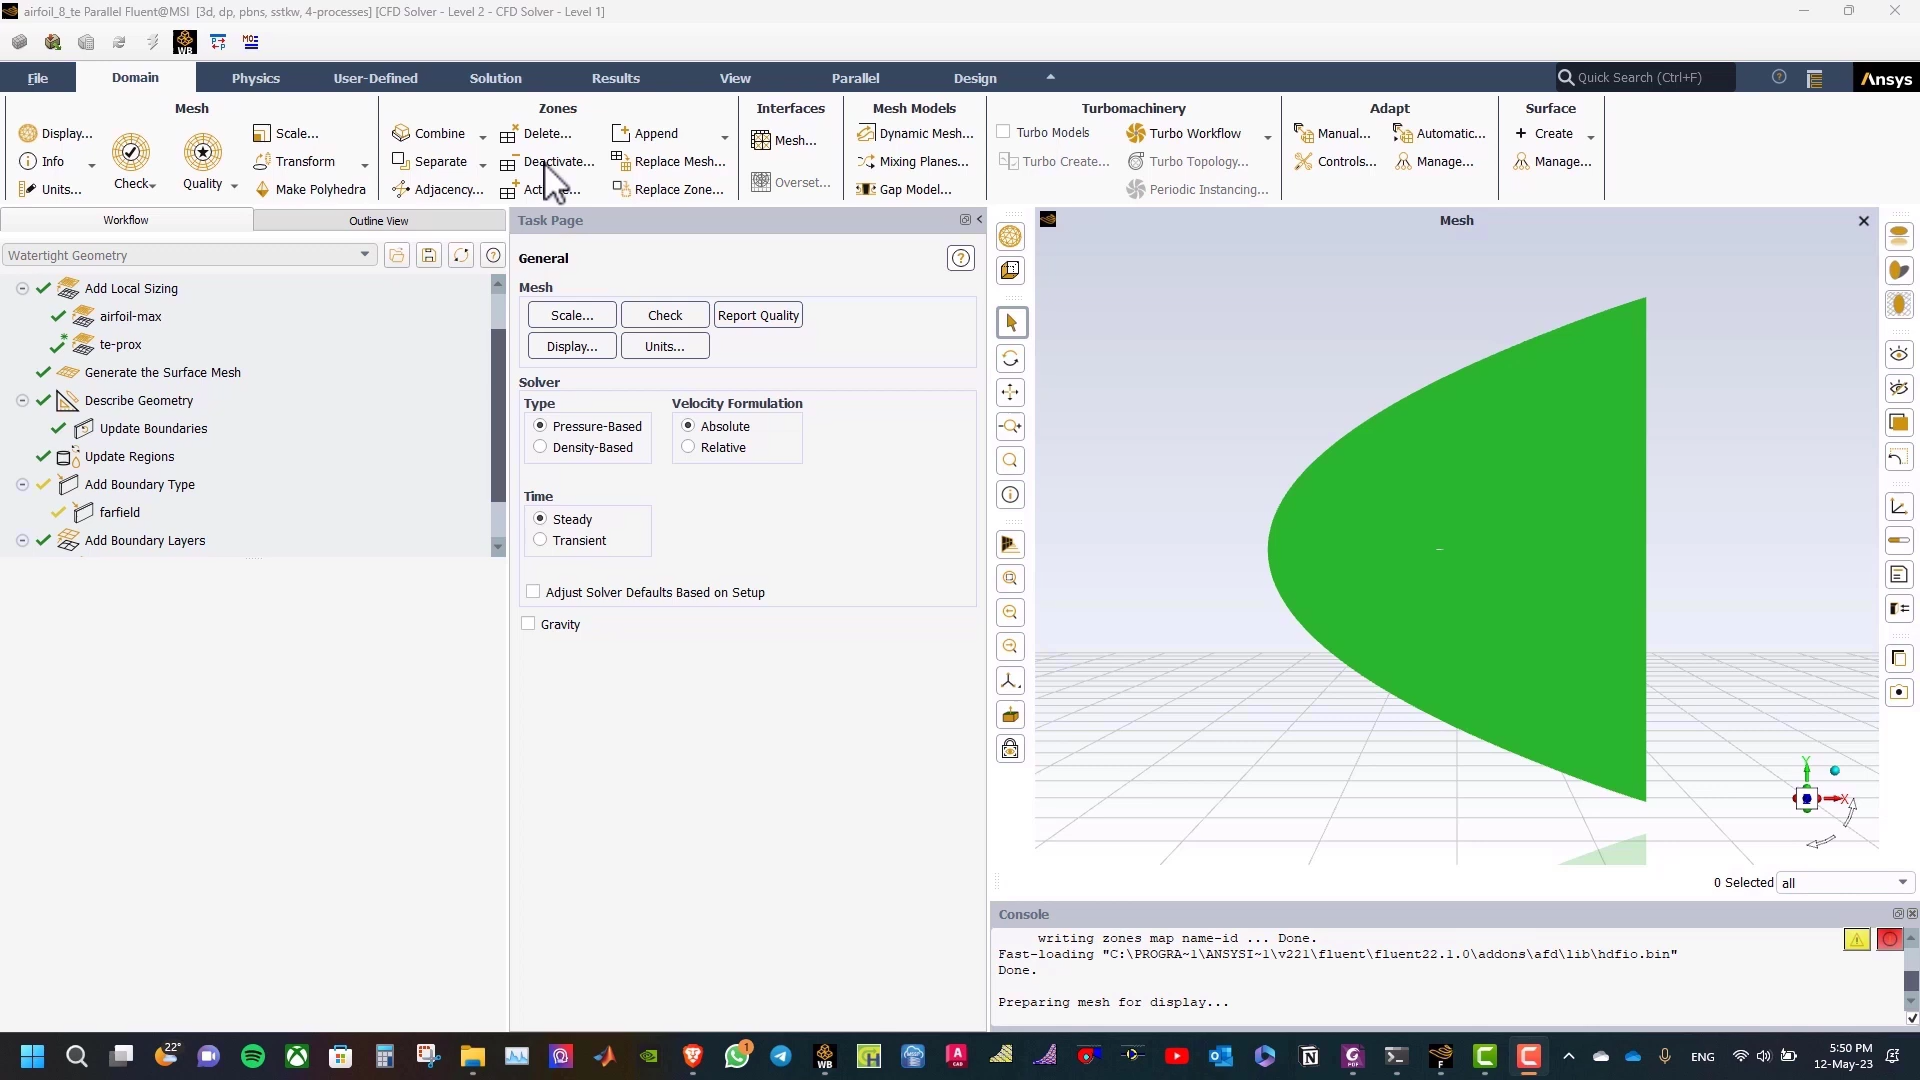 airfoil_8_te Parallel Fluent@MSI [3d, dp, pbns, sstkw, 4-processes] [CFD Solver - Level 2 - CFD Solver - Level 1]
File Domain Physics User-Defined Solution Results View Parallel Design Quick Search (Ctrl+F) Ansys
Mesh Zones Interfaces Mesh Models Turbomachinery Adapt Surface
Display... Scale... Combine Delete... Append Mesh... Dynamic Mesh... Turbo Models Turbo Workflow Manual... Automatic... Create
Info Transform Separate Deactivate... Replace Mesh... Mixing Planes... Turbo Create... Turbo Topology... Controls... Manage... Manage...
Units... Check Quality Make Polyhedra Adjacency... Replace Zone... Overset... Gap Model... Periodic Instancing...
Workflow Outline View Task Page Mesh
Watertight Geometry
Add Local Sizing
airfoil-max
te-prox
Generate the Surface Mesh
Describe Geometry
Update Boundaries
Update Regions
Add Boundary Type
farfield
Add Boundary Layers
General
Mesh
Scale... Check Report Quality
Display... Units...
Solver
Type Velocity Formulation
Pressure-Based Absolute
Density-Based Relative
Time
Steady
Transient
Adjust Solver Defaults Based on Setup
Gravity
Y
X
0 Selected all
Console
writing zones map name-id ... Done.
Fast-loading "C:\PROGRA~1\ANSYSI~1\v221\fluent\fluent22.1.0\addons\afd\lib\hdfio.bin"
Done.
Preparing mesh for display...
22°
1
WB
ENG
5:50 PM
12-May-23